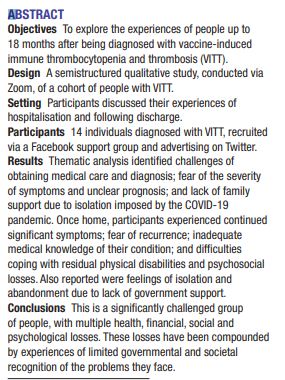 ABSTRACT
Objectives To explore the experiences of people up to
18 months after being diagnosed with vaccine-induced
immune thrombocytopenia and thrombosis (VITT).
Design A semistructured qualitative study, conducted via
Zoom, of a cohort of people with VITT.
Setting Participants discussed their experiences of
hospitalisation and following discharge.
Participants 14 individuals diagnosed with VITT, recruited
via a Facebook support group and advertising on Twitter.
Results Thematic analysis identified challenges of
obtaining medical care and diagnosis; fear of the severity
of symptoms and unclear prognosis; and lack of family
support due to isolation imposed by the COVID-19
pandemic. Once home, participants experienced continued
significant symptoms; fear of recurrence; inadequate
medical knowledge of their condition; and difficulties
coping with residual physical disabilities and psychosocial
losses. Also reported were feelings of isolation and
abandonment due to lack of government support.
Conclusions This is a significantly challenged group
of people, with multiple health, financial, social and
psychological losses. These losses have been compounded
by experiences of limited governmental and societal
recognition of the problems they face.